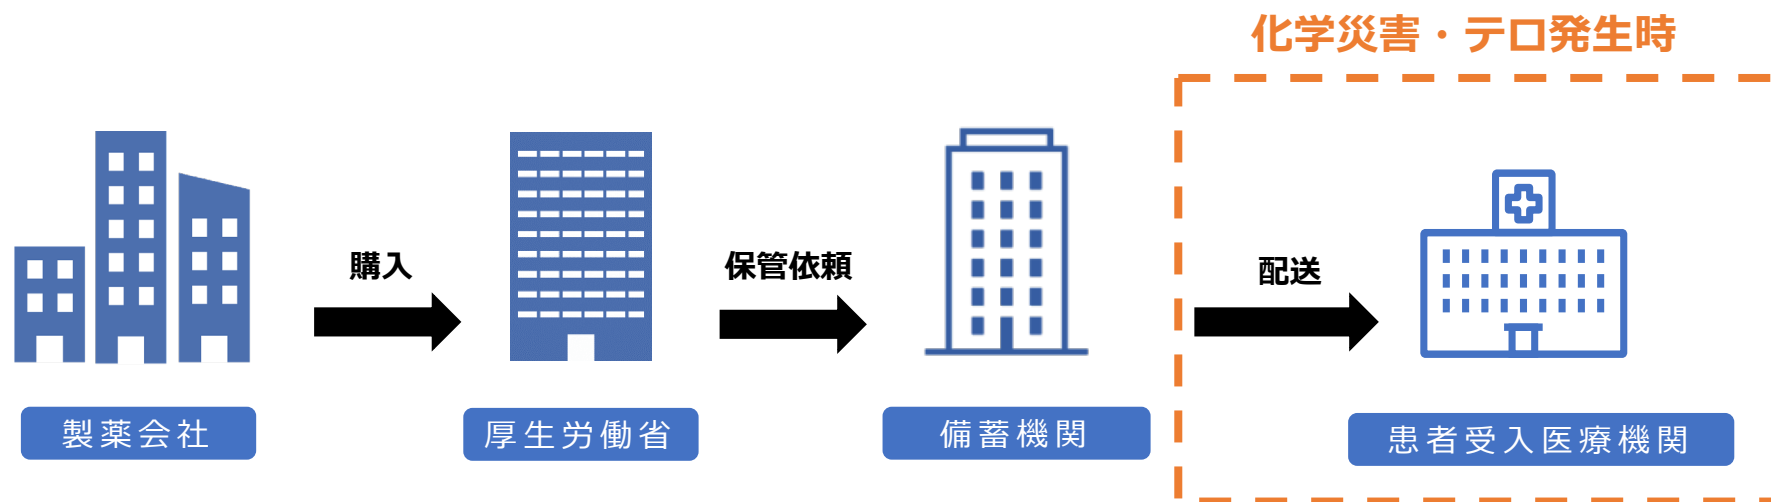 化学災害・テロ発生時
購入
保管依頼
配送
製薬会社
厚生労働省
備蓄機関
患者受入医療機関